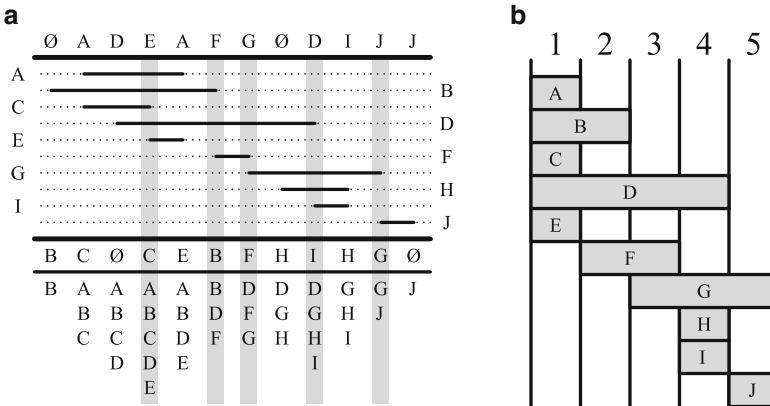 a
Ø A D E A F G Ø D I J J
A
B
C
D
E
F
G
H
I
J
B C Ø C E B F H I H G Ø
B A A A A B D D D G G J
B B B B D F G G H J
C C C D F G H H I
D D E I
E
b
1 2 3 4 5
A
B
C
D
E
F
G
H
I
J